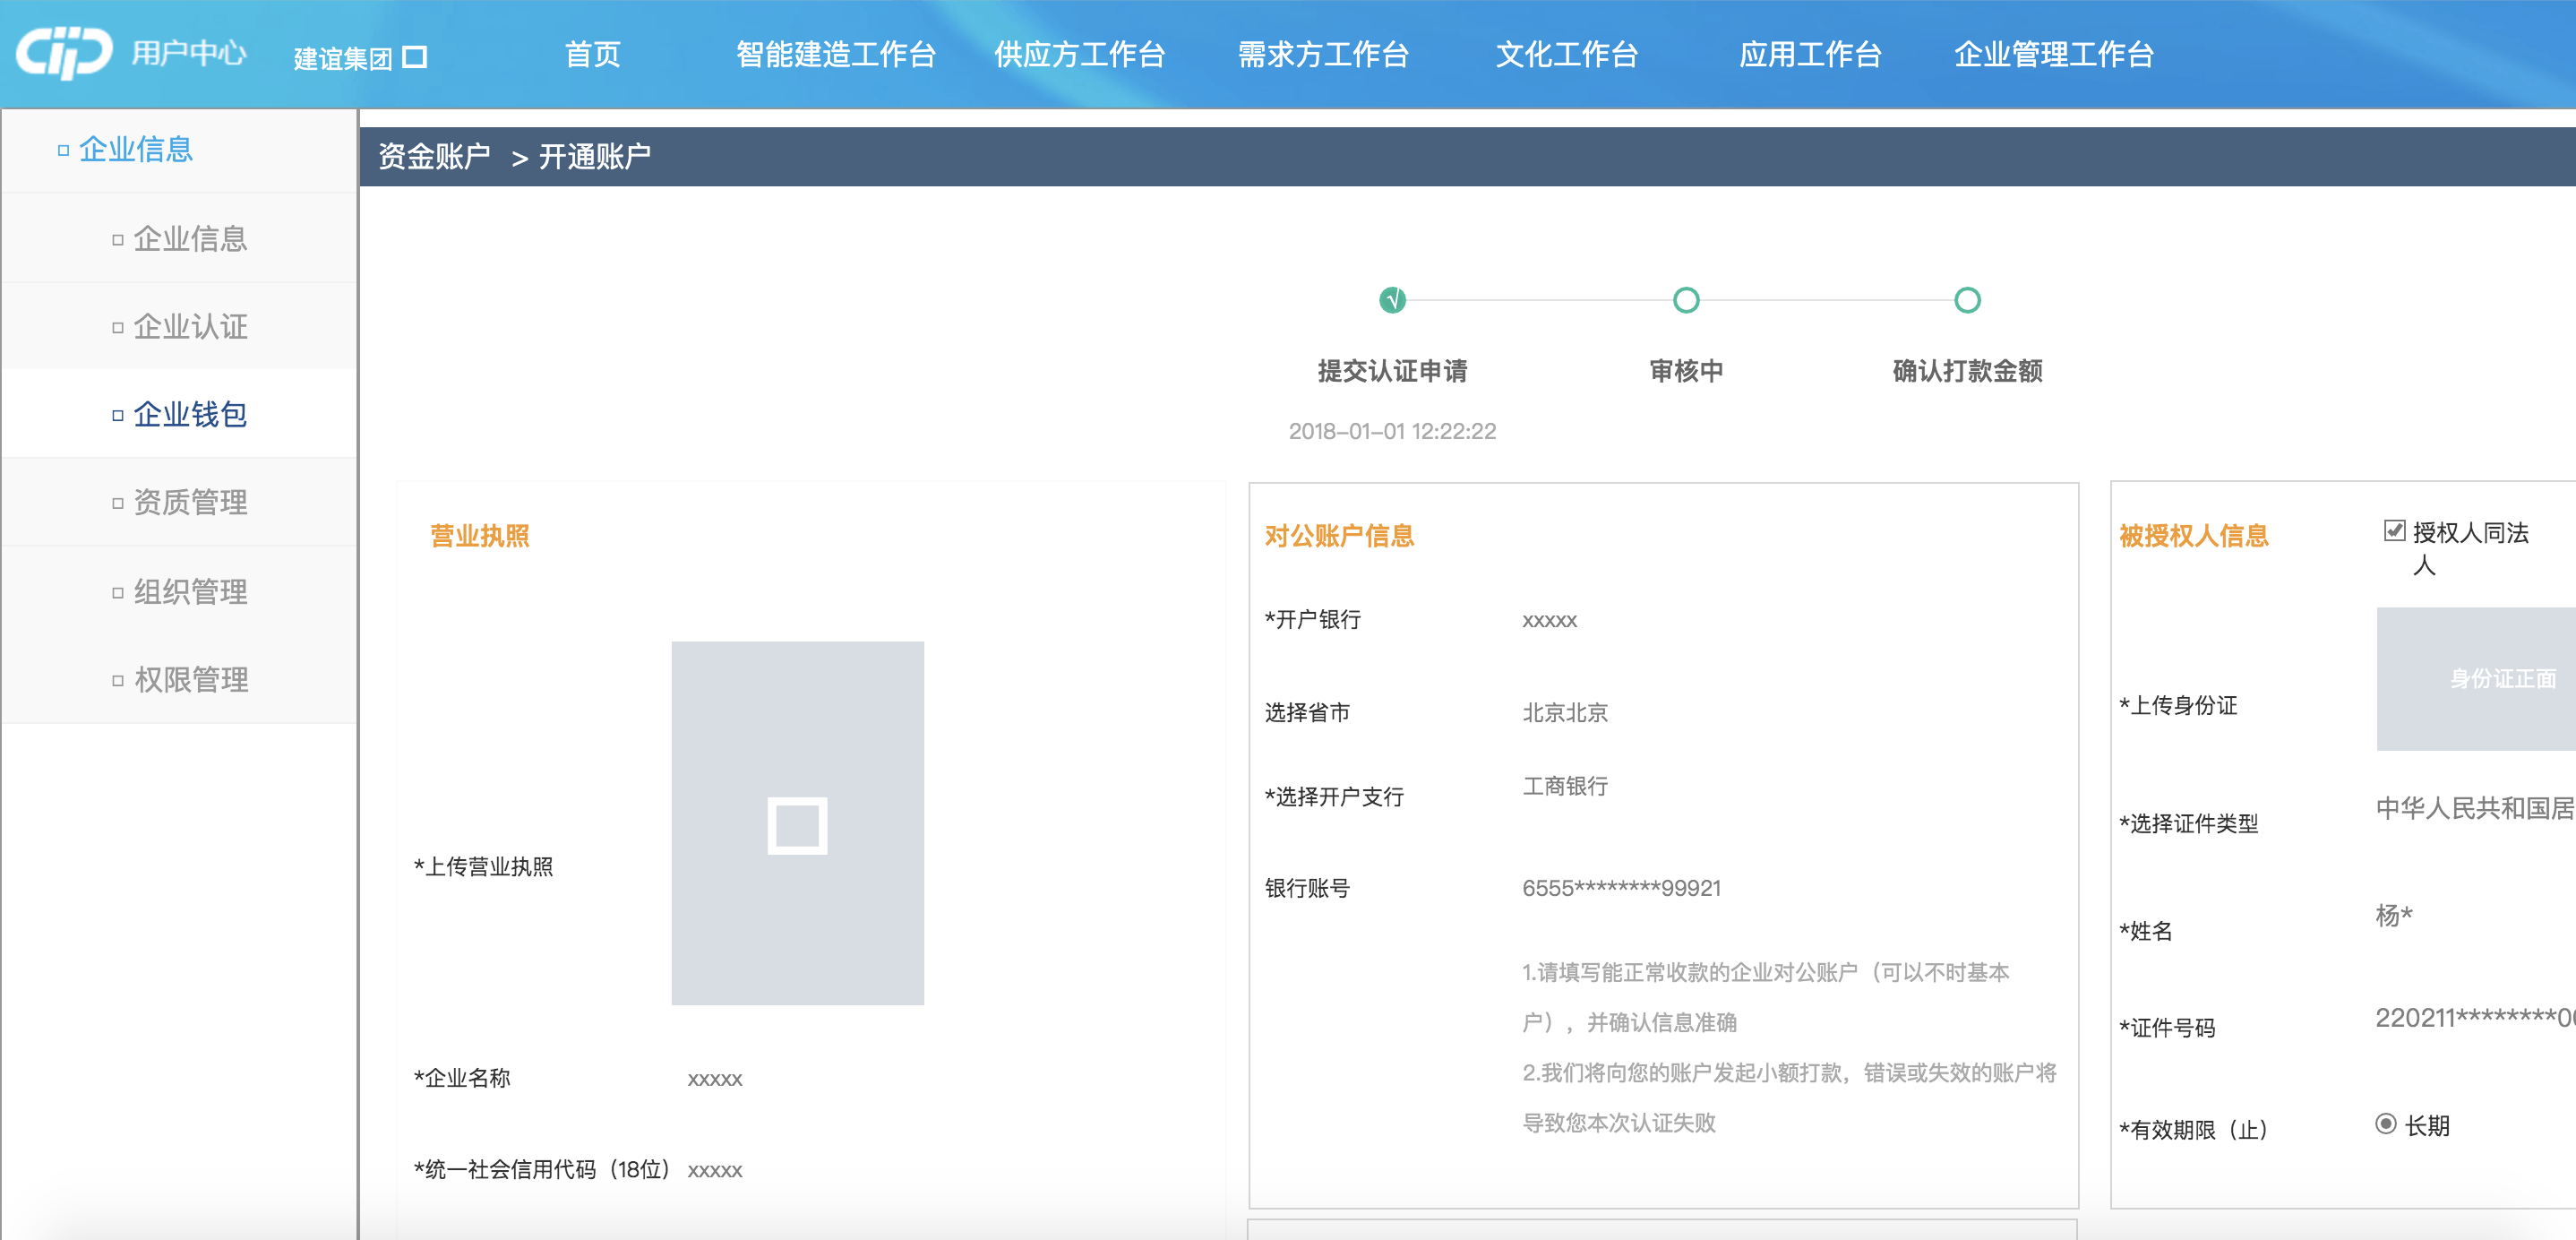 CIIP 用户中心 建谊集团 首页 智能建造工作台 供应方工作台 需求方工作台 文化工作台 应用工作台 企业管理工作台
企业信息
企业信息
企业认证
企业钱包
资质管理
组织管理
权限管理
资金账户 > 开通账户
√
提交认证申请 审核中 确认打款金额
2018-01-01 12:22:22
营业执照
*上传营业执照
*企业名称 xxxxx
*统一社会信用代码（18位） xxxxx
对公账户信息
*开户银行 xxxxx
选择省市 北京北京
*选择开户支行 工商银行
银行账号 6555********99921
1.请填写能正常收款的企业对公账户（可以不时基本
户），并确认信息准确
2.我们将向您的账户发起小额打款，错误或失效的账户将
导致您本次认证失败
被授权人信息 授权人同法
人
*上传身份证 身份证正面
*选择证件类型 中华人民共和国居
*姓名 杨*
*证件号码 220211********0
*有效期限（止） 长期